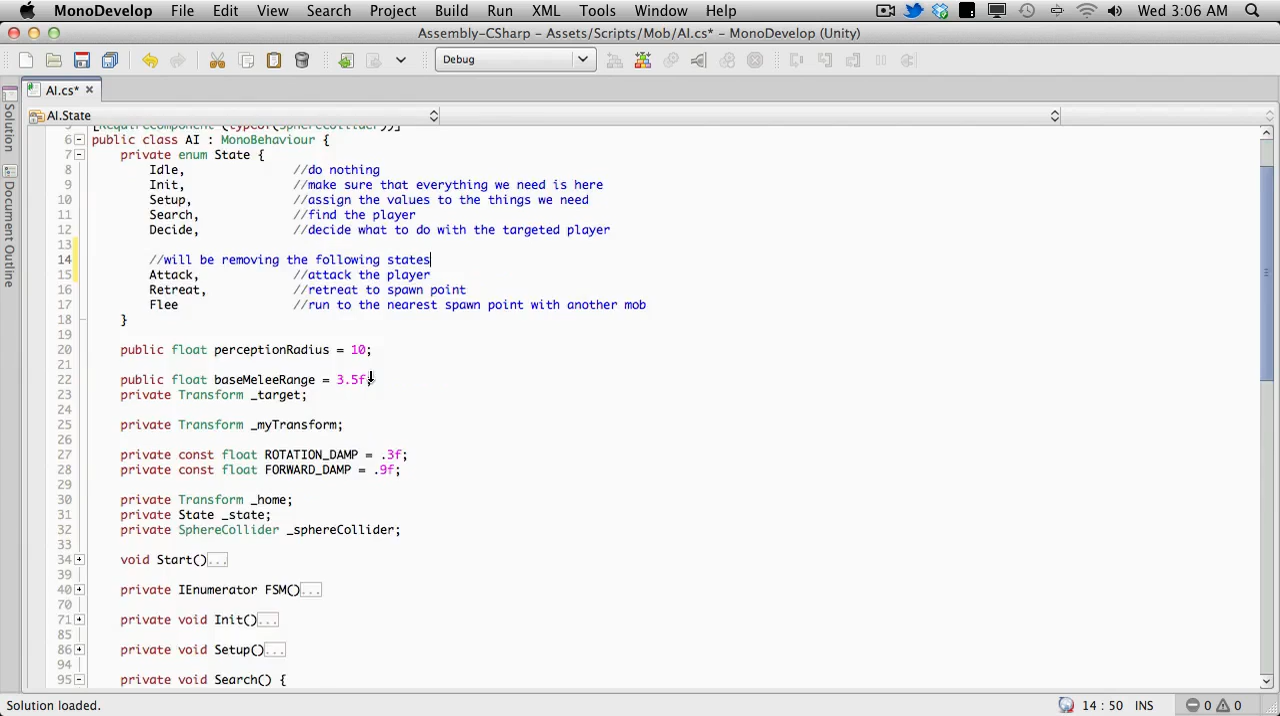 MonoDevelop File Edit View Search Project Build Run XML Tools Window Help Wed 3:06 AM
Assembly-CSharp - Assets/Scripts/Mob/AI.cs* - MonoDevelop (Unity)
Debug
AI.cs*
AI.State
Solution
Document Outline
5 [RequireComponent (typeof(SphereCollider))]
6 public class AI : MonoBehaviour {
7 private enum State {
8 Idle, //do nothing
9 Init, //make sure that everything we need is here
10 Setup, //assign the values to the things we need
11 Search, //find the player
12 Decide, //decide what to do with the targeted player
13
14 //will be removing the following states
15 Attack, //attack the player
16 Retreat, //retreat to spawn point
17 Flee //run to the nearest spawn point with another mob
18 }
19
20 public float perceptionRadius = 10;
21
22 public float baseMeleeRange = 3.5f;
23 private Transform _target;
24
25 private Transform _myTransform;
26
27 private const float ROTATION_DAMP = .3f;
28 private const float FORWARD_DAMP = .9f;
29
30 private Transform _home;
31 private State _state;
32 private SphereCollider _sphereCollider;
33
34 void Start()...
39
40 private IEnumerator FSM()...
70
71 private void Init()...
85
86 private void Setup()...
94
95 private void Search() {
Solution loaded. 14 : 50 INS 0 0